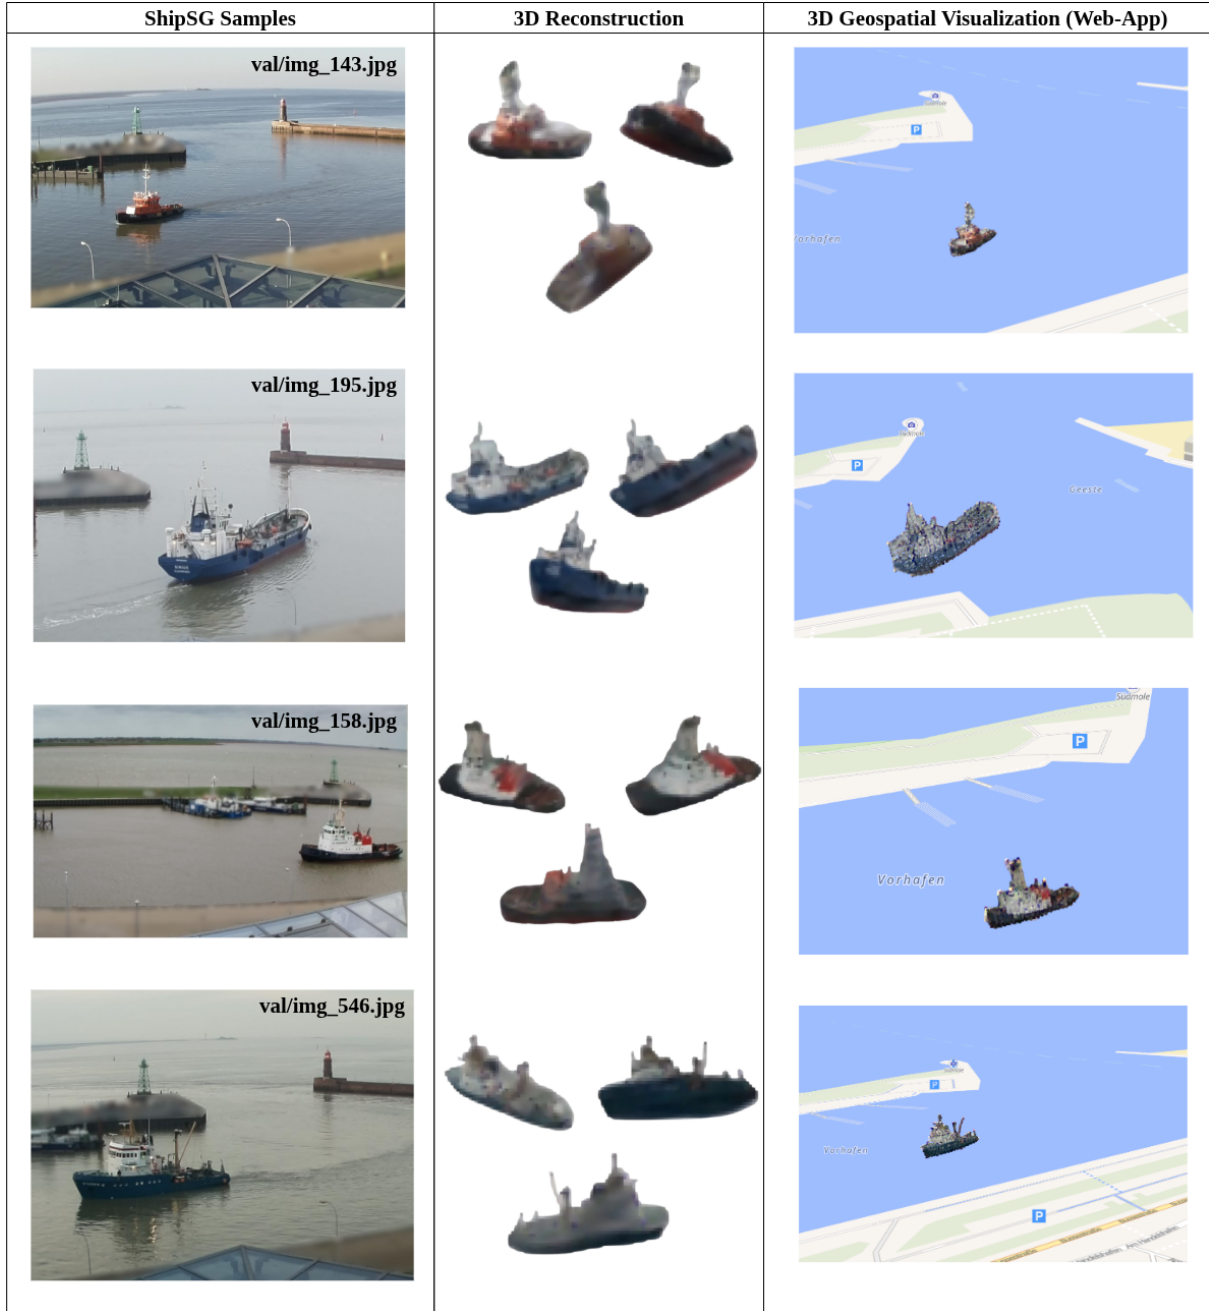 ShipSG Samples
3D Reconstruction
3D Geospatial Visualization (Web-App)
val/img_143.jpg
P
val/img_195.jpg
P
Geeste
val/img_158.jpg
Südmole
P
Vorhafen
val/img_546.jpg
P
Vorhafen
P